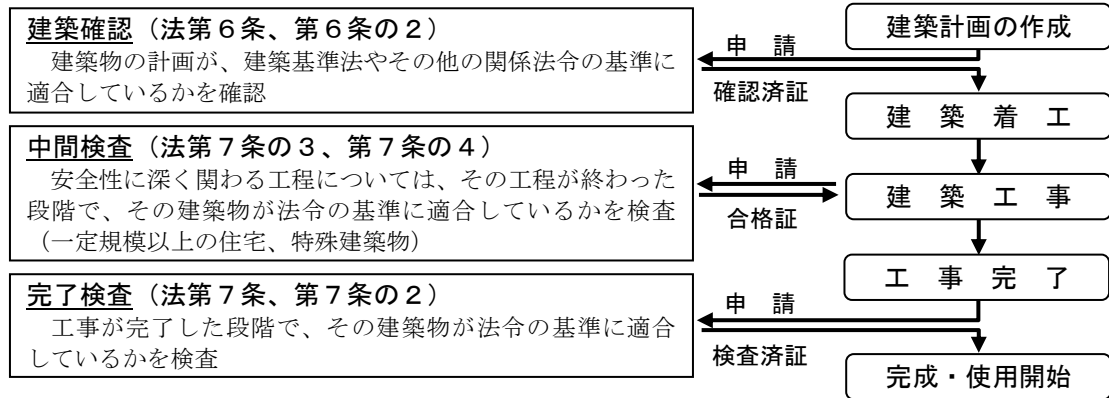 建築確認（法第６条、第６条の２）
建築物の計画が、建築基準法やその他の関係法令の基準に
適合しているかを確認
中間検査（法第７条の３、第７条の４）
安全性に深く関わる工程については、その工程が終わった
段階で、その建築物が法令の基準に適合しているかを検査
（一定規模以上の住宅、特殊建築物）
完了検査（法第７条、第７条の２）
工事が完了した段階で、その建築物が法令の基準に適合
しているかを検査
申　請
確認済証
申　請
合格証
申　請
検査済証
建築計画の作成
建　築　着　工
建　築　工　事
工　事　完　了
完成・使用開始